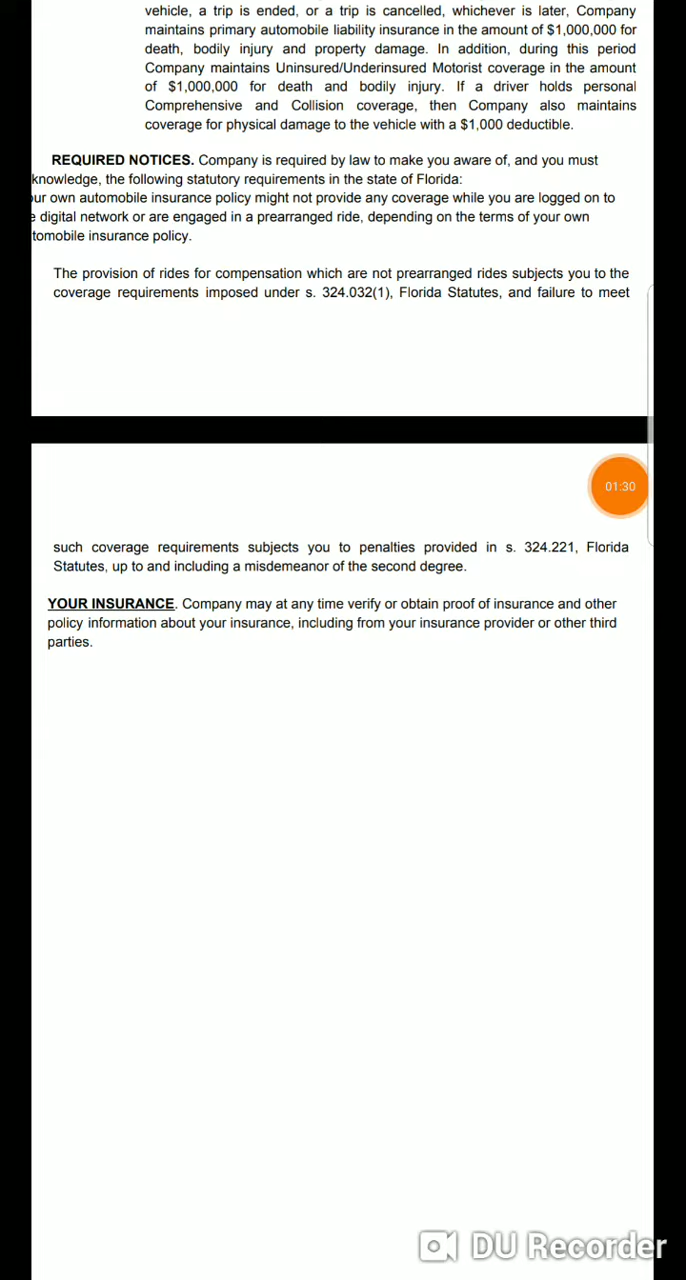 vehicle, a trip is ended, or a trip is cancelled, whichever is later, Company
maintains primary automobile liability insurance in the amount of $1,000,000 for
death, bodily injury and property damage. In addition, during this period
Company maintains Uninsured/Underinsured Motorist coverage in the amount
of $1,000,000 for death and bodily injury. If a driver holds personal
Comprehensive and Collision coverage, then Company also maintains
coverage for physical damage to the vehicle with a $1,000 deductible.
REQUIRED NOTICES. Company is required by law to make you aware of, and you must
knowledge, the following statutory requirements in the state of Florida:
ur own automobile insurance policy might not provide any coverage while you are logged on to
e digital network or are engaged in a prearranged ride, depending on the terms of your own
tomobile insurance policy.
The provision of rides for compensation which are not prearranged rides subjects you to the
coverage requirements imposed under s. 324.032(1), Florida Statutes, and failure to meet
01:30
such coverage requirements subjects you to penalties provided in s. 324.221, Florida
Statutes, up to and including a misdemeanor of the second degree.
YOUR INSURANCE. Company may at any time verify or obtain proof of insurance and other
policy information about your insurance, including from your insurance provider or other third
parties.
DU Recorder